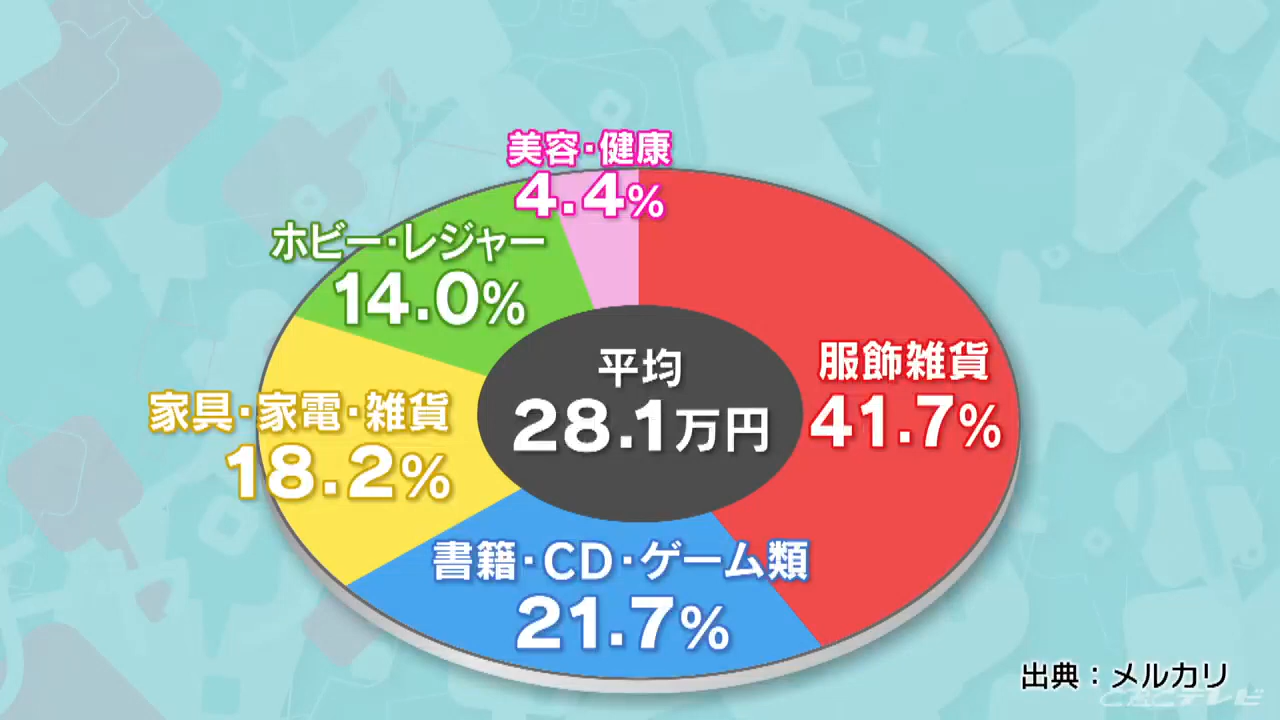 美容・健康
4.4%
ホビー・レジャー
14.0%
平均
28.1万円
服飾雑貨
41.7%
家具・家電・雑貨
18.2%
書籍・CD・ゲーム類
21.7%
出典：メルカリ